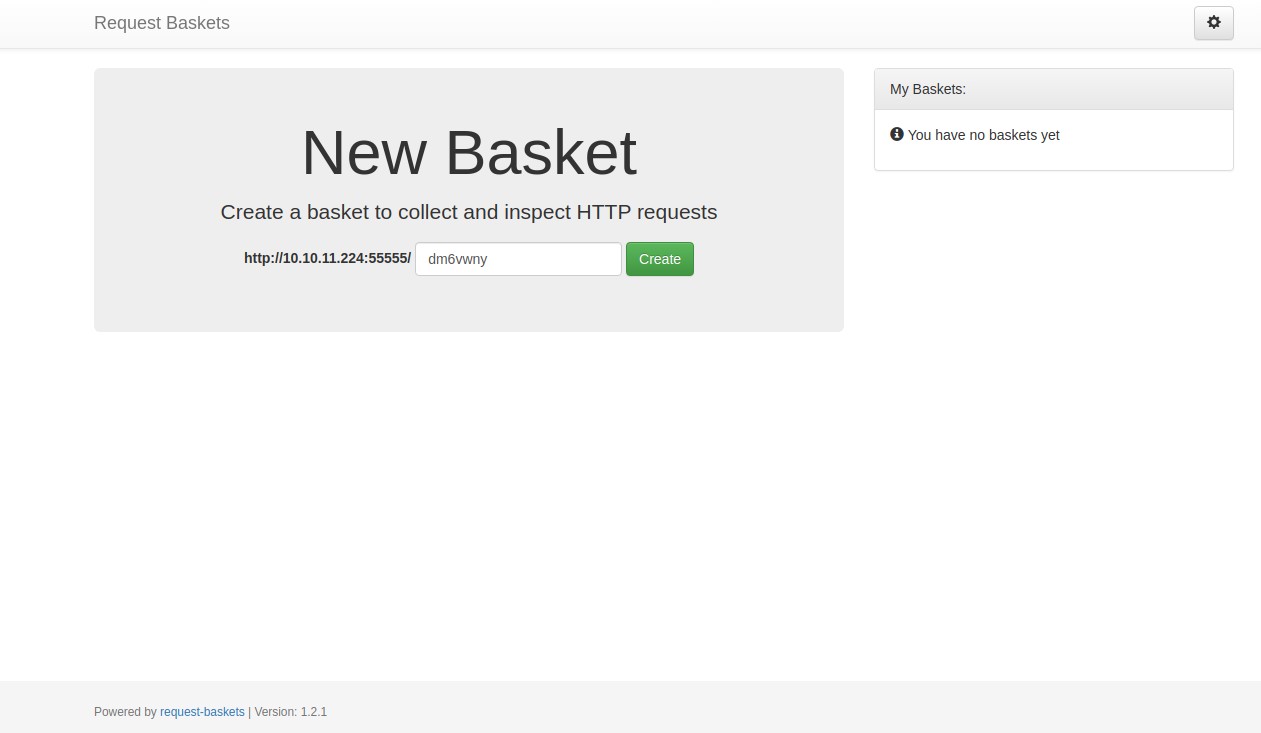 Request Baskets
New Basket
Create a basket to collect and inspect HTTP requests
http://10.10.11.224:55555/ dm6vwny Create
My Baskets:
You have no baskets yet
Powered by request-baskets | Version: 1.2.1